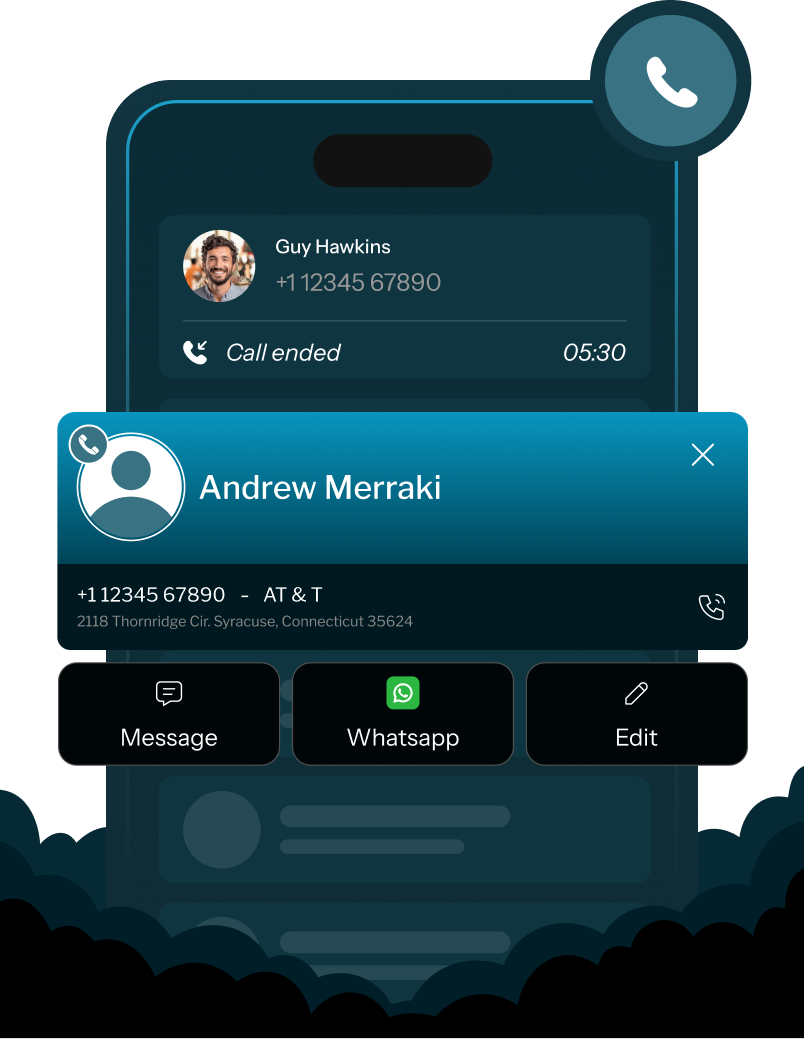 Guy Hawkins
+1 12345 67890
Call ended 05:30
Andrew Merraki
+1 12345 67890 - AT & T
2118 Thornridge Cir. Syracuse, Connecticut 35624
Message Whatsapp Edit